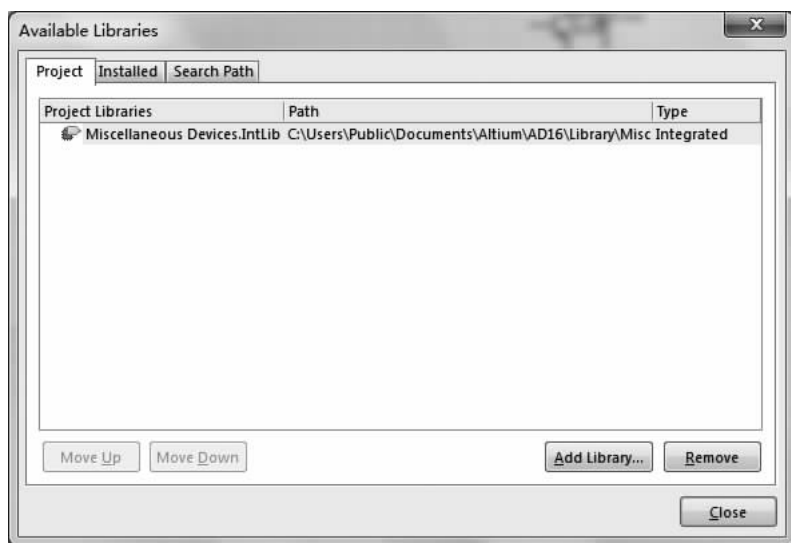 Available Libraries
Project Installed Search Path
Project Libraries Path Type
Miscellaneous Devices.IntLib C:\Users\Public\Documents\Altium\AD16\Library\Misc Integrated
Move Up Move Down Add Library... Remove
Close